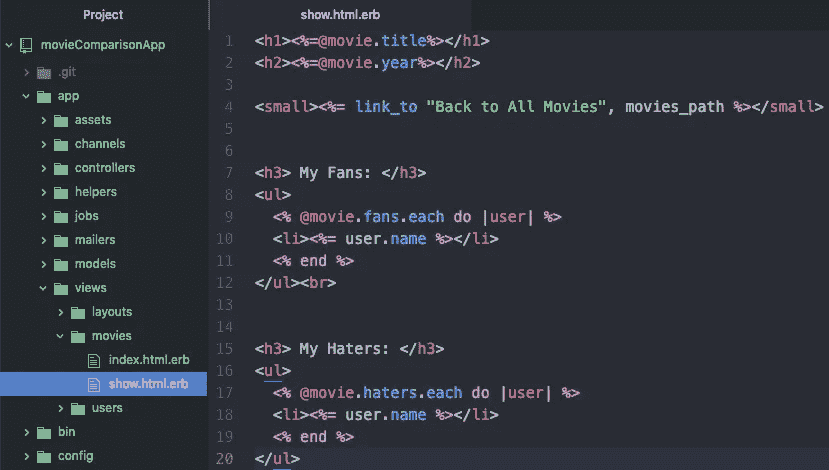 Project
movieComparisonApp
.git
app
assets
channels
controllers
helpers
jobs
mailers
models
views
layouts
movies
index.html.erb
show.html.erb
users
bin
config
show.html.erb
1 <h1><%=@movie.title%></h1>
2 <h2><%=@movie.year%></h2>
3
4 <small><%= link_to "Back to All Movies", movies_path %></small>
5
6
7 <h3> My Fans: </h3>
8 <ul>
9   <% @movie.fans.each do |user| %>
10   <li><%= user.name %></li>
11   <% end %>
12 </ul><br>
13
14
15 <h3> My Haters: </h3>
16 <ul>
17   <% @movie.haters.each do |user| %>
18   <li><%= user.name %></li>
19   <% end %>
20 </ul>